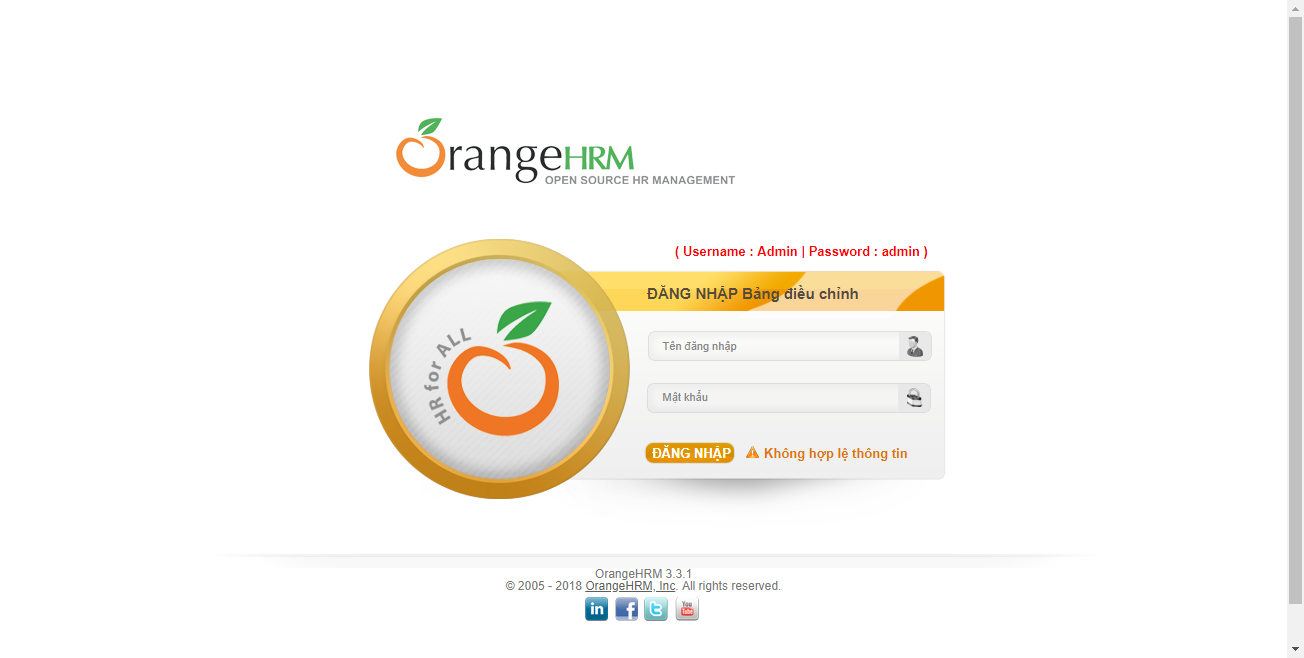 OrangeHRM
OPEN SOURCE HR MANAGEMENT
( Username : Admin | Password : admin )
HR for ALL
ĐĂNG NHẬP Bảng điều chỉnh
Tên đăng nhập
Mật khẩu
ĐĂNG NHẬP Không hợp lệ thông tin
OrangeHRM 3.3.1
© 2005 - 2018 OrangeHRM, Inc. All rights reserved.
in f t You Tube